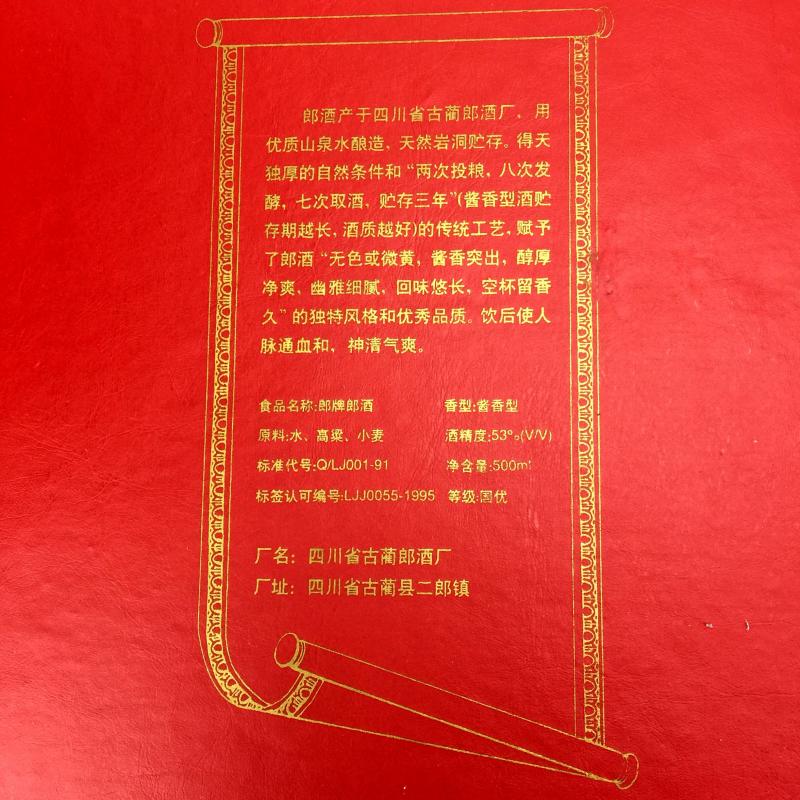 郎酒产于四川省古蔺郎酒厂，用
优质山泉水酿造，天然岩洞贮存。得天
独厚的自然条件和“两次投粮，八次发
酵，七次取酒，贮存三年”(酱香型酒贮
存期越长，酒质越好)的传统工艺，赋予
了郎酒“无色或微黄，酱香突出，醇厚
净爽，幽雅细腻，回味悠长，空杯留香
久”的独特风格和优秀品质。饮后使人
脉通血和，神清气爽。
食品名称:郎牌郎酒 香型:酱香型
原料:水、高粱、小麦 酒精度:53%(V/V)
标准代号:Q/LJ001-91 净含量:500ml
标签认可编号:LJJ0055-1995 等级:国优
厂名：四川省古蔺郎酒厂
厂址：四川省古蔺县二郎镇